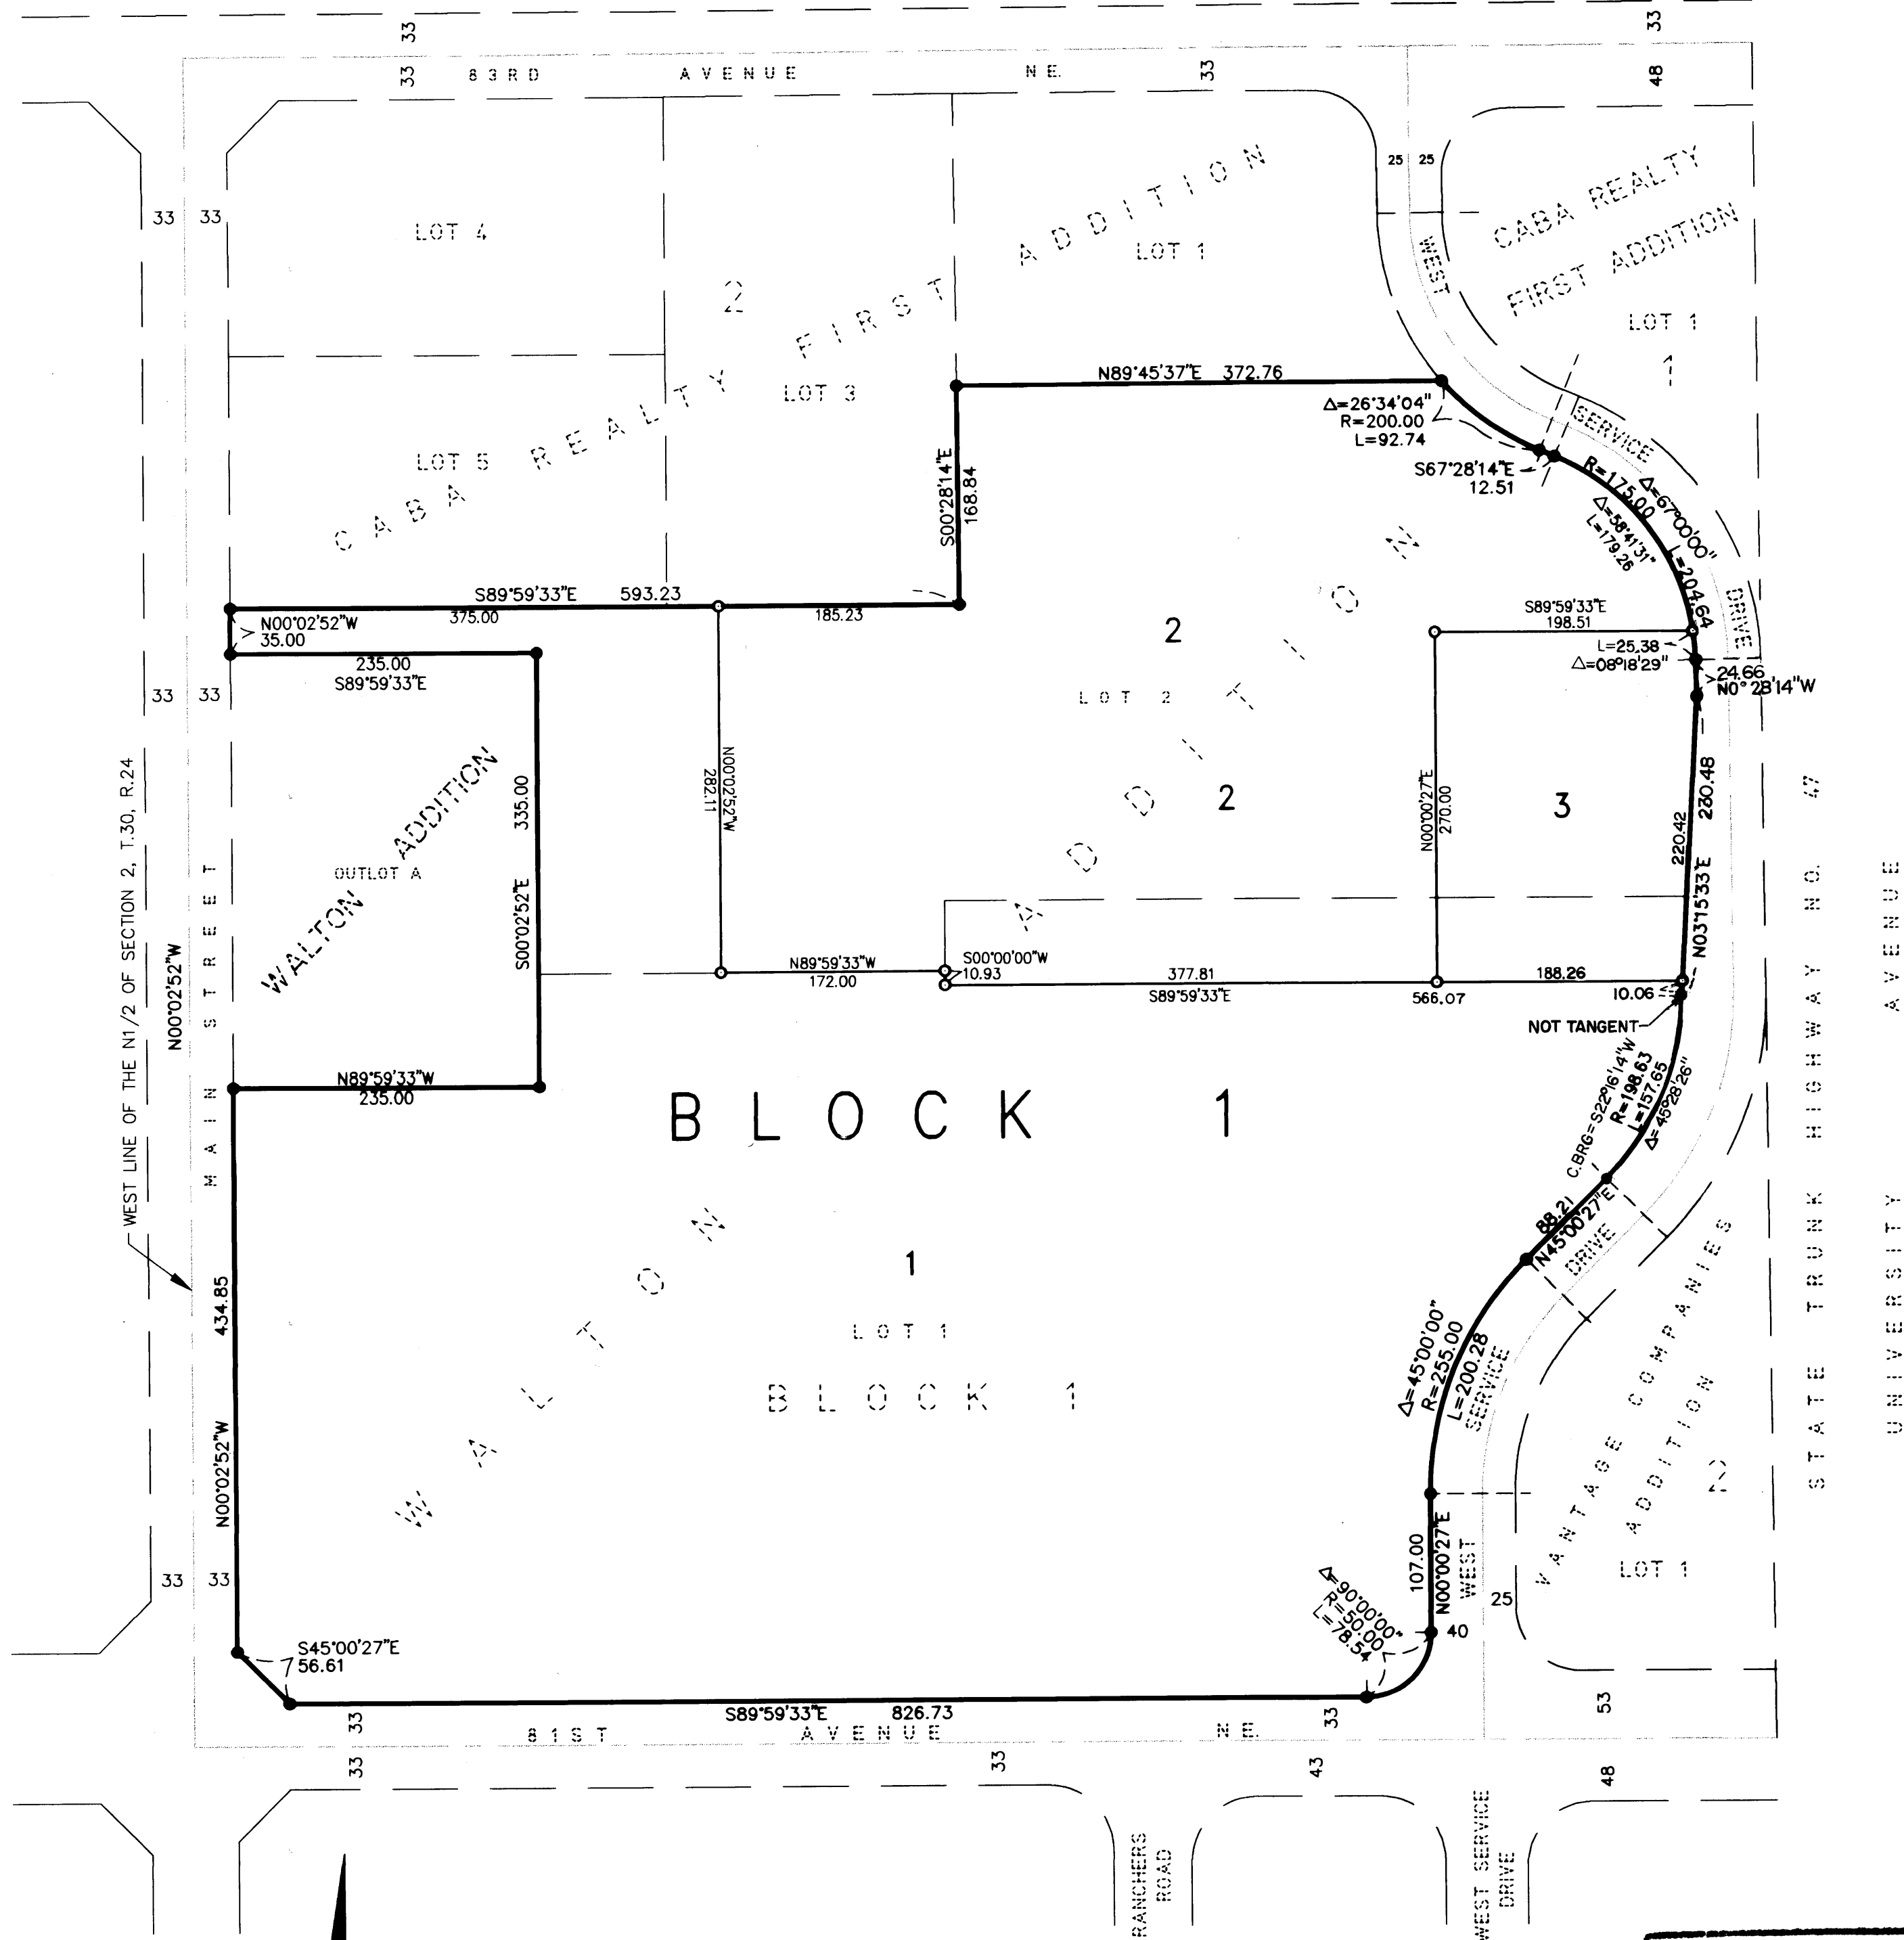 33
33
33
83RD AVENUE NE.
33
48
25 25
33 33
LOT 4
2
LOT 1
CABA REALTY
FIRST ADDITION
LOT 1
1
WEST
SERVICE
DRIVE
LOT 3
LOT 5
CABA REALTY FIRST ADDITION
N89°45'37"E 372.76
Δ=26°34'04"
R=200.00
L=92.74
S67°28'14"E
12.51
R=175.00
Δ=67°00'00"
L=204.64
Δ=58°41'31"
L=179.26
S00°28'14"E
168.84
S89°59'33"E 593.23
375.00
185.23
N00°02'52"W
35.00
235.00
S89°59'33"E
2
S89°59'33"E
198.51
L=25.38
Δ=08°18'29"
24.66
N0°28'14"W
33 33
LOT 2
N00°02'52"W
282.11
335.00
S00°02'52"E
WALTON ADDITION
OUTLOT A
2
3
N00°00'27"E
270.00
230.48
220.42
N03°15'33"E
WEST LINE OF THE N1/2 OF SECTION 2, T.30, R.24
N00°02'52"W
MAIN STREET
N89°59'33"W
172.00
S00°00'00"W
10.93
377.81
S89°59'33"E
566.07
188.26
10.06
NOT TANGENT
C.BRG=S22°16'14"W
R=198.63
L=157.65
Δ=45°28'26"
N89°59'33"W
235.00
BLOCK 1
88.21
N45°00'27"E
DRIVE
1
LOT 1
BLOCK 1
WALTON ADDITION
434.85
N00°02'52"W
Δ=45°00'00"
R=255.00
L=200.28
SERVICE
WEST
VANTAGE COMPANIES
ADDITION
2
LOT 1
STATE TRUNK HIGHWAY NO. 47
UNIVERSITY AVENUE
107.00
N00°00'27"E
25
40
33 33
Δ=90°00'00"
R=50.00
L=78.54
S45°00'27"E
56.61
S89°59'33"E 826.73
33
33
53
81ST AVENUE NE.
33
33
43
48
RANCHERS
ROAD
WEST SERVICE
DRIVE